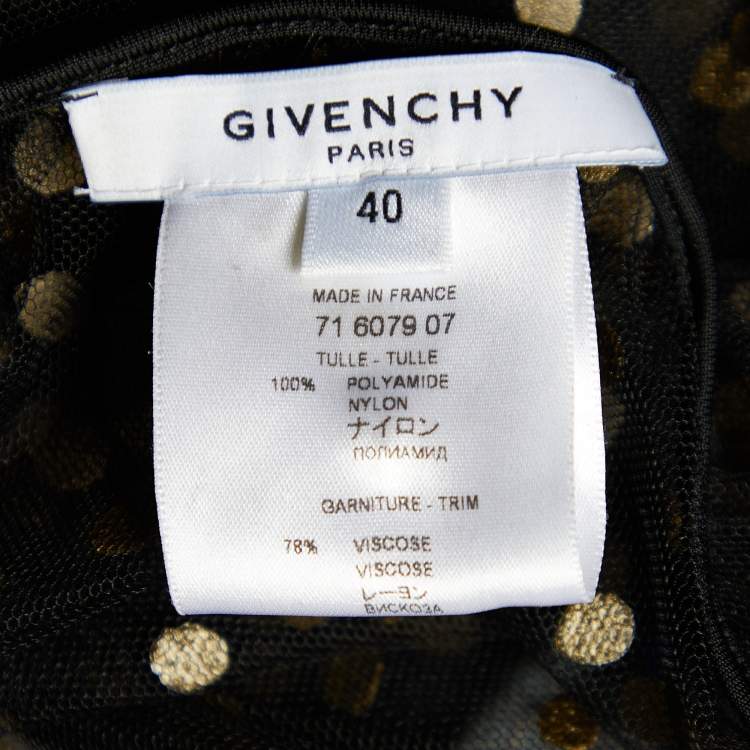 GIVENCHY
PARIS
40
MADE IN FRANCE
71 6079 07
TULLE - TULLE
100% POLYAMIDE
NYLON
ナイロン
ПОЛИАМИД
GARNITURE - TRIM
78% VISCOSE
VISCOSE
レーヨン
ВИСКОЗА